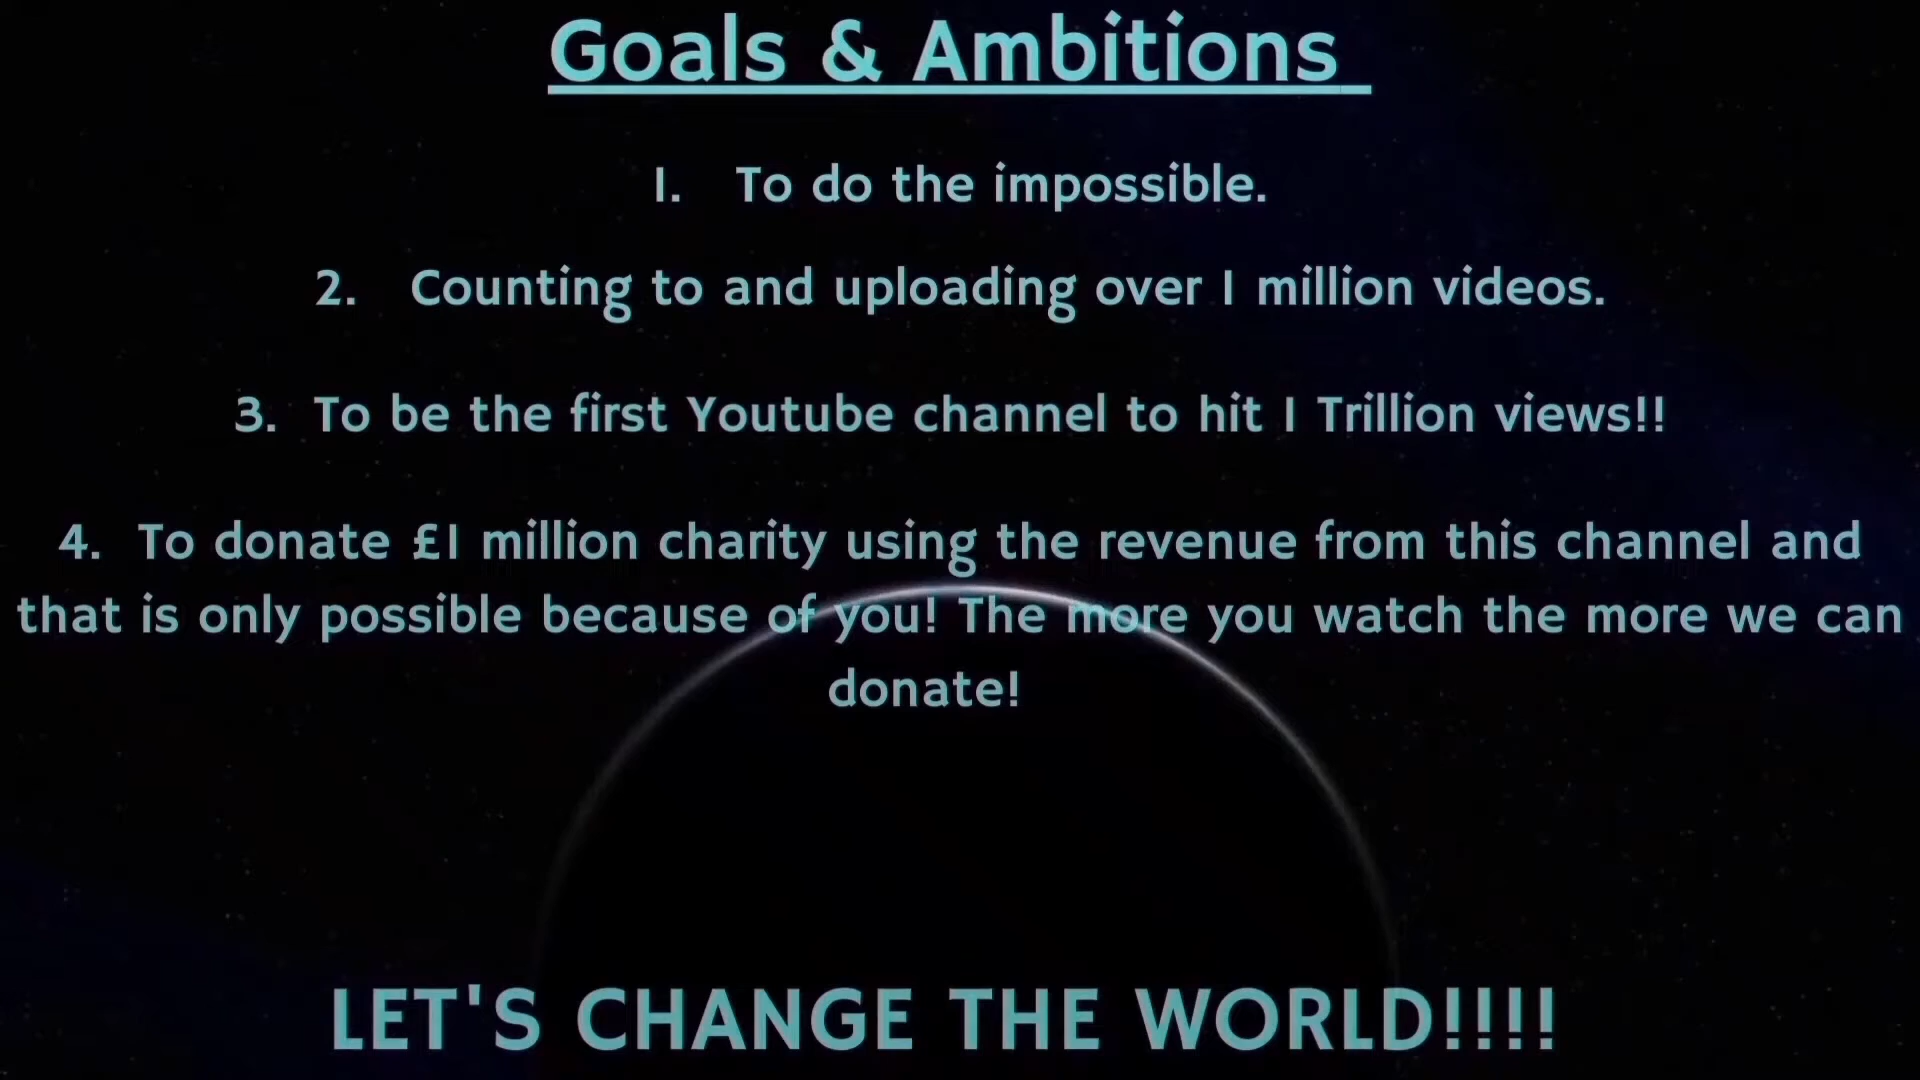 Goals & Ambitions
1. To do the impossible.
2. Counting to and uploading over 1 million videos.
3. To be the first Youtube channel to hit 1 Trillion views!!
4. To donate £1 million charity using the revenue from this channel and
that is only possible because of you! The more you watch the more we can
donate!
LET'S CHANGE THE WORLD!!!!